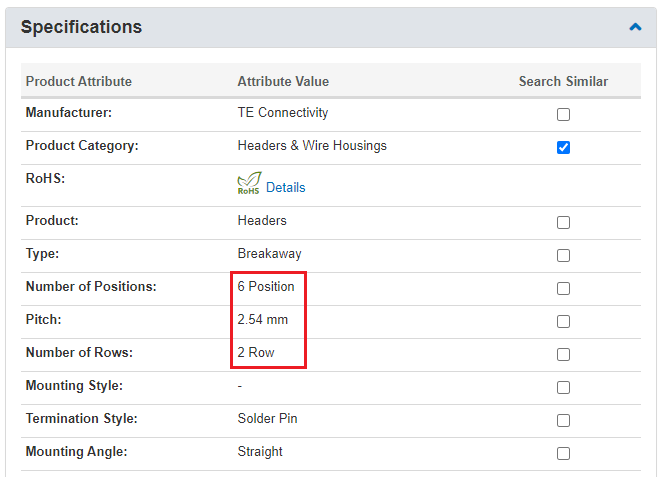 Specifications
Product Attribute Attribute Value Search Similar
Manufacturer: TE Connectivity
Product Category: Headers & Wire Housings
RoHS: RoHS Details
Product: Headers
Type: Breakaway
Number of Positions: 6 Position
Pitch: 2.54 mm
Number of Rows: 2 Row
Mounting Style: -
Termination Style: Solder Pin
Mounting Angle: Straight